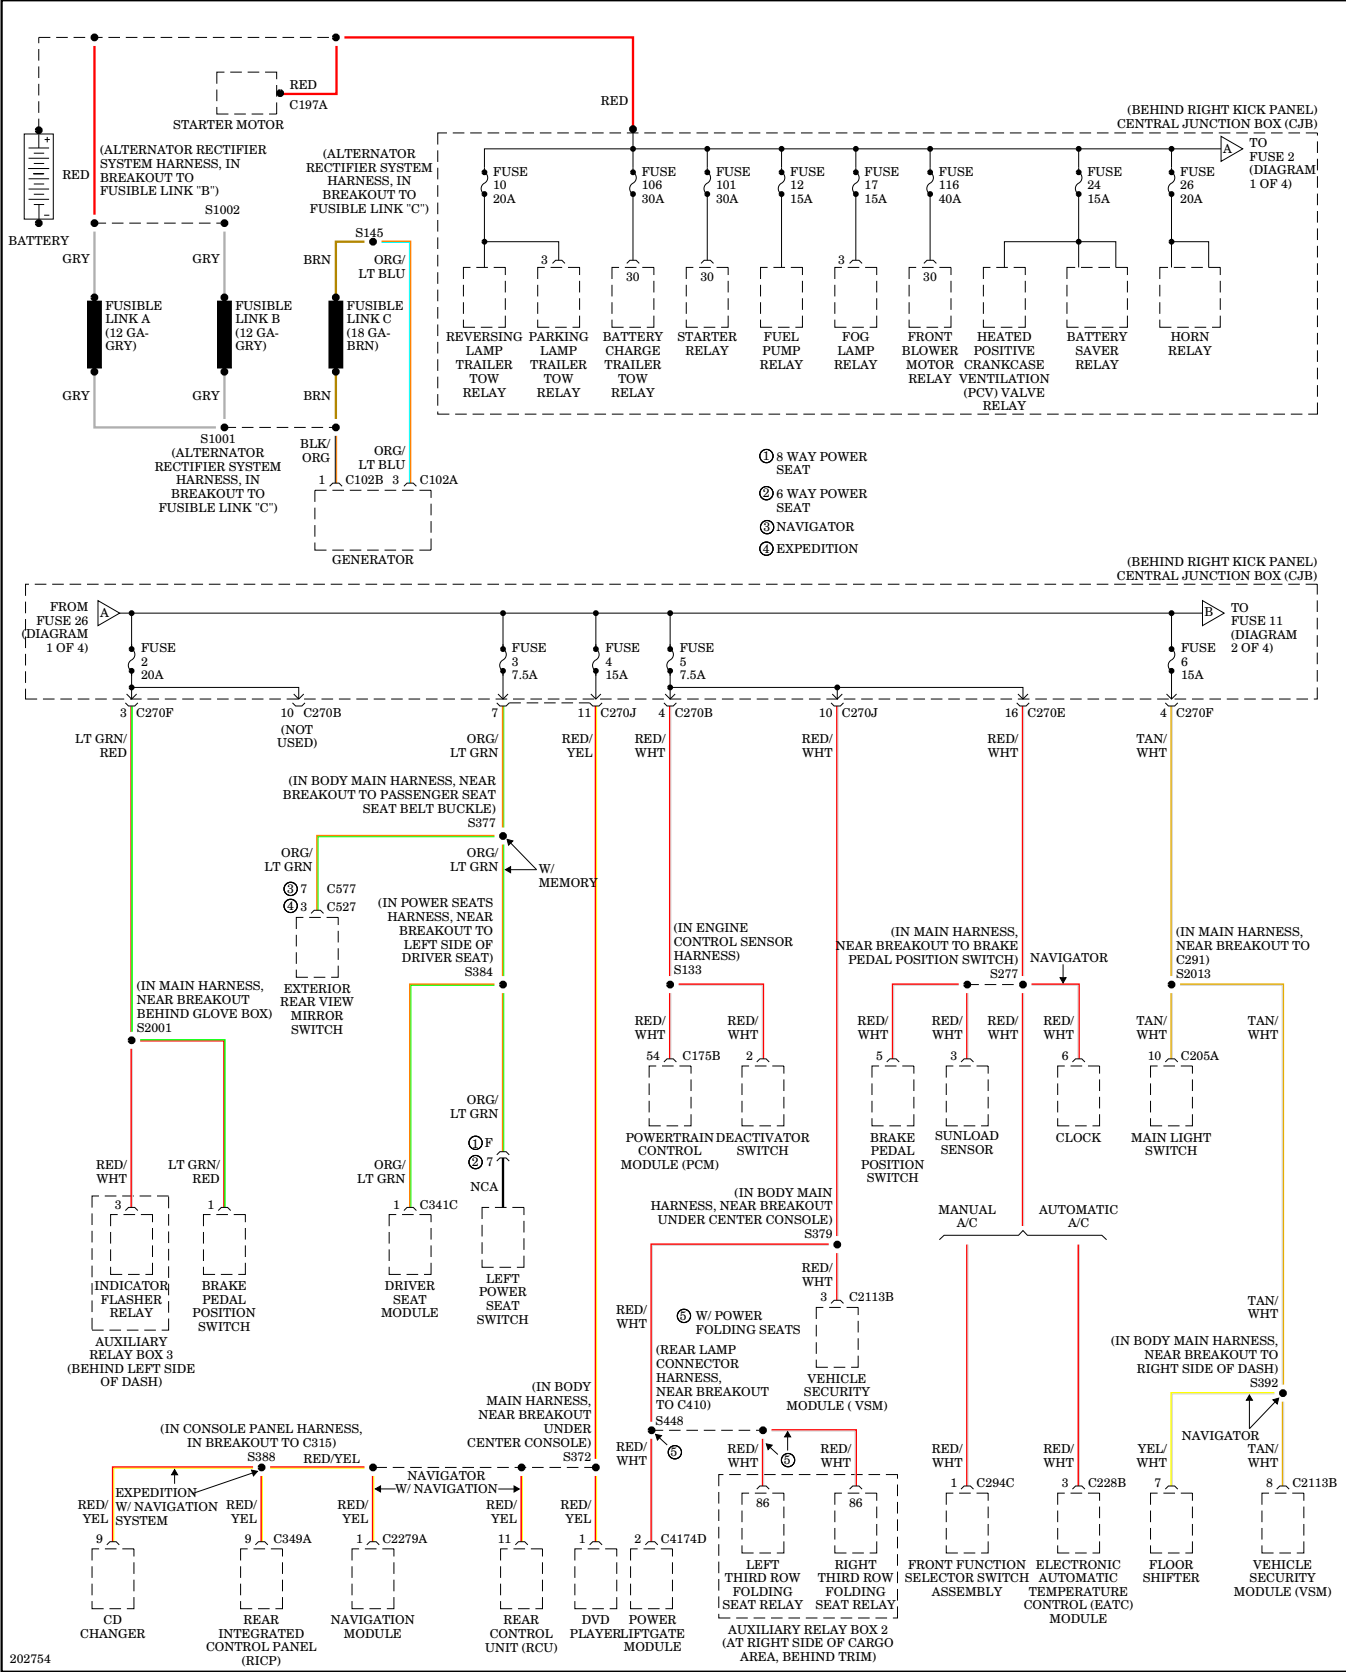 RED
C197A
STARTER MOTOR
RED
(BEHIND RIGHT KICK PANEL)
CENTRAL JUNCTION BOX (CJB)
+
-
BATTERY
RED
(ALTERNATOR RECTIFIER
SYSTEM HARNESS, IN
BREAKOUT TO
FUSIBLE LINK "B")
S1002
(ALTERNATOR
RECTIFIER SYSTEM
HARNESS, IN
BREAKOUT TO
FUSIBLE LINK "C")
S145
GRY
GRY
BRN
ORG/
LT BLU
FUSIBLE
LINK A
(12 GA-
GRY)
FUSIBLE
LINK B
(12 GA-
GRY)
FUSIBLE
LINK C
(18 GA-
BRN)
GRY
GRY
BRN
S1001
(ALTERNATOR
RECTIFIER SYSTEM
HARNESS, IN
BREAKOUT TO
FUSIBLE LINK "C")
BLK/
ORG
ORG/
LT BLU
1 C102B
3 C102A
GENERATOR
FUSE
10
20A
FUSE
106
30A
FUSE
101
30A
FUSE
12
15A
FUSE
17
15A
FUSE
116
40A
FUSE
24
15A
FUSE
26
20A
A
TO
FUSE 2
(DIAGRAM
1 OF 4)
3
30
30
3
30
REVERSING
LAMP
TRAILER
TOW
RELAY
PARKING
LAMP
TRAILER
TOW
RELAY
BATTERY
CHARGE
TRAILER
TOW
RELAY
STARTER
RELAY
FUEL
PUMP
RELAY
FOG
LAMP
RELAY
FRONT
BLOWER
MOTOR
RELAY
HEATED
POSITIVE
CRANKCASE
VENTILATION
(PCV) VALVE
RELAY
BATTERY
SAVER
RELAY
HORN
RELAY
1 8 WAY POWER
SEAT
2 6 WAY POWER
SEAT
3 NAVIGATOR
4 EXPEDITION
(BEHIND RIGHT KICK PANEL)
CENTRAL JUNCTION BOX (CJB)
FROM
FUSE 26
(DIAGRAM
1 OF 4)
A
FUSE
2
20A
FUSE
3
7.5A
FUSE
4
15A
FUSE
5
7.5A
FUSE
6
15A
B
TO
FUSE 11
(DIAGRAM
2 OF 4)
3 C270F
10 C270B
(NOT
USED)
7
11 C270J
4 C270B
10 C270J
16 C270E
4 C270F
LT GRN/
RED
ORG/
LT GRN
RED/
YEL
RED/
WHT
RED/
WHT
RED/
WHT
TAN/
WHT
(IN BODY MAIN HARNESS, NEAR
BREAKOUT TO PASSENGER SEAT
SEAT BELT BUCKLE)
S377
ORG/
LT GRN
ORG/
LT GRN
W/
MEMORY
3 7 C577
4 3 C527
EXTERIOR
REAR VIEW
MIRROR
SWITCH
(IN POWER SEATS
HARNESS, NEAR
BREAKOUT TO
LEFT SIDE OF
DRIVER SEAT)
S384
(IN ENGINE
CONTROL SENSOR
HARNESS)
S133
(IN MAIN HARNESS,
NEAR BREAKOUT TO BRAKE
PEDAL POSITION SWITCH)
S277
NAVIGATOR
(IN MAIN HARNESS,
NEAR BREAKOUT TO
C291)
S2013
(IN MAIN HARNESS,
NEAR BREAKOUT
BEHIND GLOVE BOX)
S2001
RED/
WHT
RED/
WHT
RED/
WHT
RED/
WHT
RED/
WHT
RED/
WHT
TAN/
WHT
TAN/
WHT
54 C175B
2
5
3
6
10 C205A
POWERTRAIN
CONTROL
MODULE (PCM)
DEACTIVATOR
SWITCH
BRAKE
PEDAL
POSITION
SWITCH
SUNLOAD
SENSOR
CLOCK
MAIN LIGHT
SWITCH
ORG/
LT GRN
1 F
2 7
NCA
RED/
WHT
LT GRN/
RED
ORG/
LT GRN
3
1
1 C341C
INDICATOR
FLASHER
RELAY
BRAKE
PEDAL
POSITION
SWITCH
DRIVER
SEAT
MODULE
LEFT
POWER
SEAT
SWITCH
AUXILIARY
RELAY BOX 3
(BEHIND LEFT SIDE
OF DASH)
(IN BODY MAIN
HARNESS, NEAR BREAKOUT
UNDER CENTER CONSOLE)
S379
MANUAL
A/C
AUTOMATIC
A/C
RED/
WHT
3 C2113B
VEHICLE
SECURITY
MODULE ( VSM)
RED/
WHT
5 W/ POWER
FOLDING SEATS
(REAR LAMP
CONNECTOR
HARNESS,
NEAR BREAKOUT
TO C410)
S448
TAN/
WHT
(IN BODY MAIN HARNESS,
NEAR BREAKOUT TO
RIGHT SIDE OF DASH)
S392
NAVIGATOR
(IN BODY
MAIN HARNESS,
NEAR BREAKOUT
UNDER
CENTER CONSOLE)
S372
(IN CONSOLE PANEL HARNESS,
IN BREAKOUT TO C315)
S388
RED/YEL
EXPEDITION
W/ NAVIGATION
SYSTEM
NAVIGATOR
W/ NAVIGATION
5
5
RED/
YEL
RED/
YEL
RED/
YEL
RED/
YEL
RED/
YEL
RED/
WHT
RED/
WHT
RED/
WHT
RED/
WHT
RED/
WHT
YEL/
WHT
TAN/
WHT
9
9 C349A
1 C2279A
11
1
2 C4174D
86
86
1 C294C
3 C228B
7
8 C2113B
CD
CHANGER
REAR
INTEGRATED
CONTROL PANEL
(RICP)
NAVIGATION
MODULE
REAR
CONTROL
UNIT (RCU)
DVD
PLAYER
POWER
LIFTGATE
MODULE
LEFT
THIRD ROW
FOLDING
SEAT RELAY
RIGHT
THIRD ROW
FOLDING
SEAT RELAY
AUXILIARY RELAY BOX 2
(AT RIGHT SIDE OF CARGO
AREA, BEHIND TRIM)
FRONT FUNCTION
SELECTOR SWITCH
ASSEMBLY
ELECTRONIC
AUTOMATIC
TEMPERATURE
CONTROL (EATC)
MODULE
FLOOR
SHIFTER
VEHICLE
SECURITY
MODULE (VSM)
202754